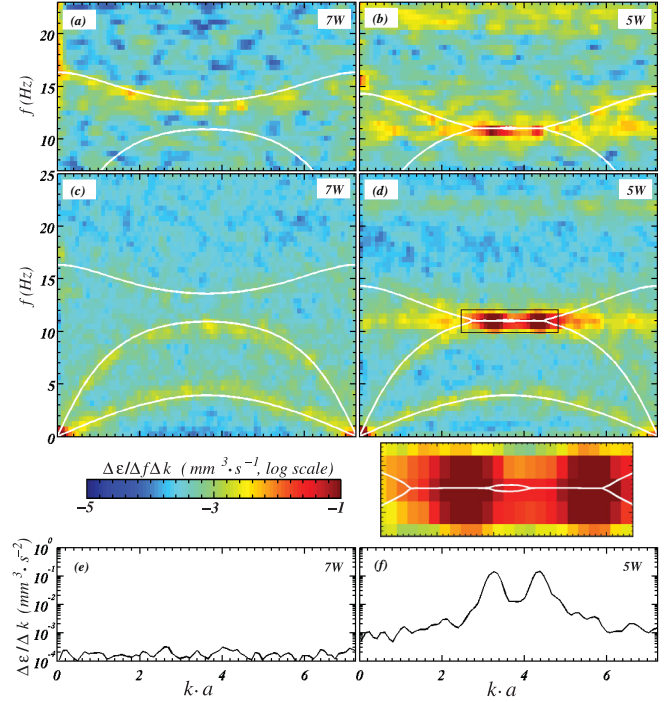 (a) 7W
(b) 5W
f (Hz)
20
15
10
(c) 7W
(d) 5W
f (Hz)
25
20
15
10
5
0
Δε/Δf Δk ( mm³·s⁻¹, log scale)
−5 −3 −1
Δε/Δk (mm³·s⁻²)
10⁰
10⁻¹
10⁻²
10⁻³
10⁻⁴
(e) 7W
(f) 5W
0 2 4 6 0 2 4 6
k·a k·a